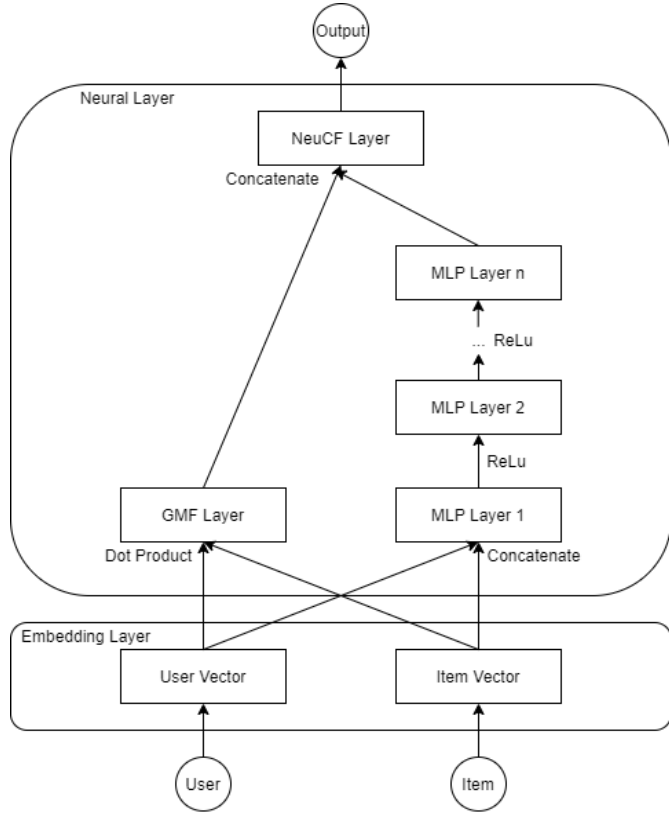 Output
Neural Layer
NeuCF Layer
Concatenate
MLP Layer n
... ReLu
MLP Layer 2
ReLu
GMF Layer
MLP Layer 1
Dot Product
Concatenate
Embedding Layer
User Vector
Item Vector
User
Item